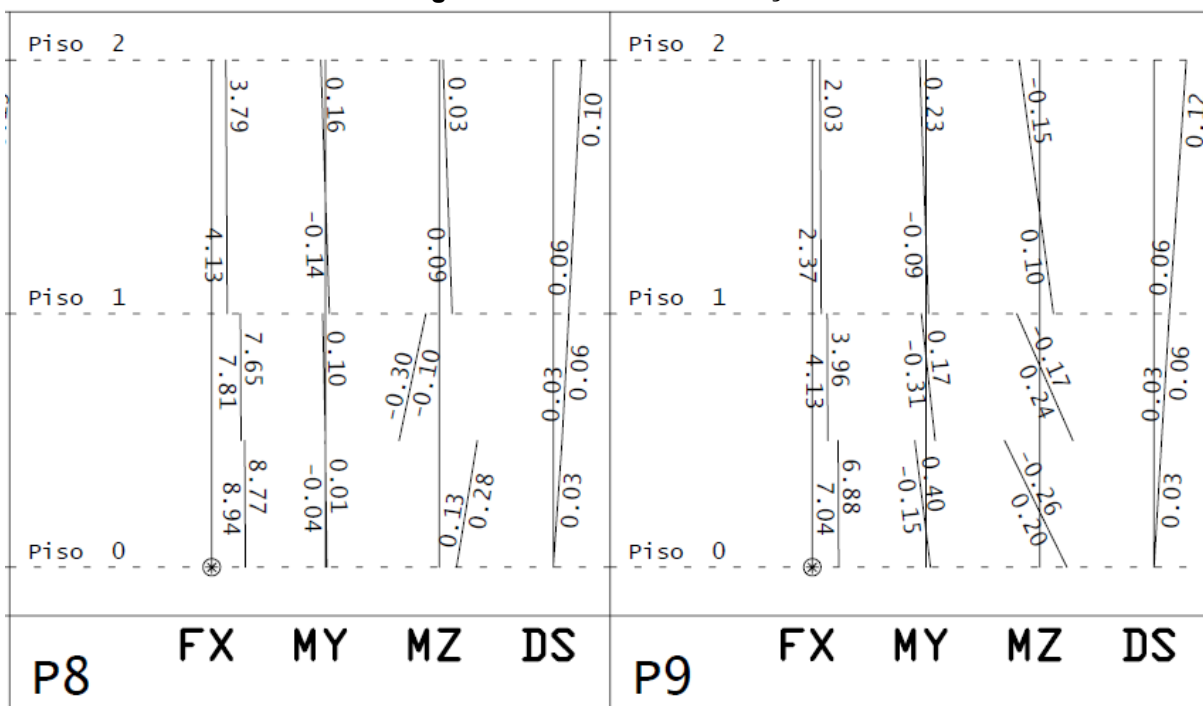 Piso 2
3.79 0.16 0.03 0.10
4.13 -0.14 0.09 0.06
Piso 1
7.65 0.10 -0.30 -0.10 0.06
7.81 0.03
8.77 0.01 0.28 0.03
8.94 -0.04 0.13
Piso 0
FX MY MZ DS
P8
Piso 2
2.03 0.23 -0.15 0.12
2.37 -0.09 0.10 0.06
Piso 1
3.96 0.17 -0.17 0.06
4.13 -0.31 0.24 0.03
6.88 0.40 -0.26 0.03
7.04 -0.15 0.20
Piso 0
FX MY MZ DS
P9